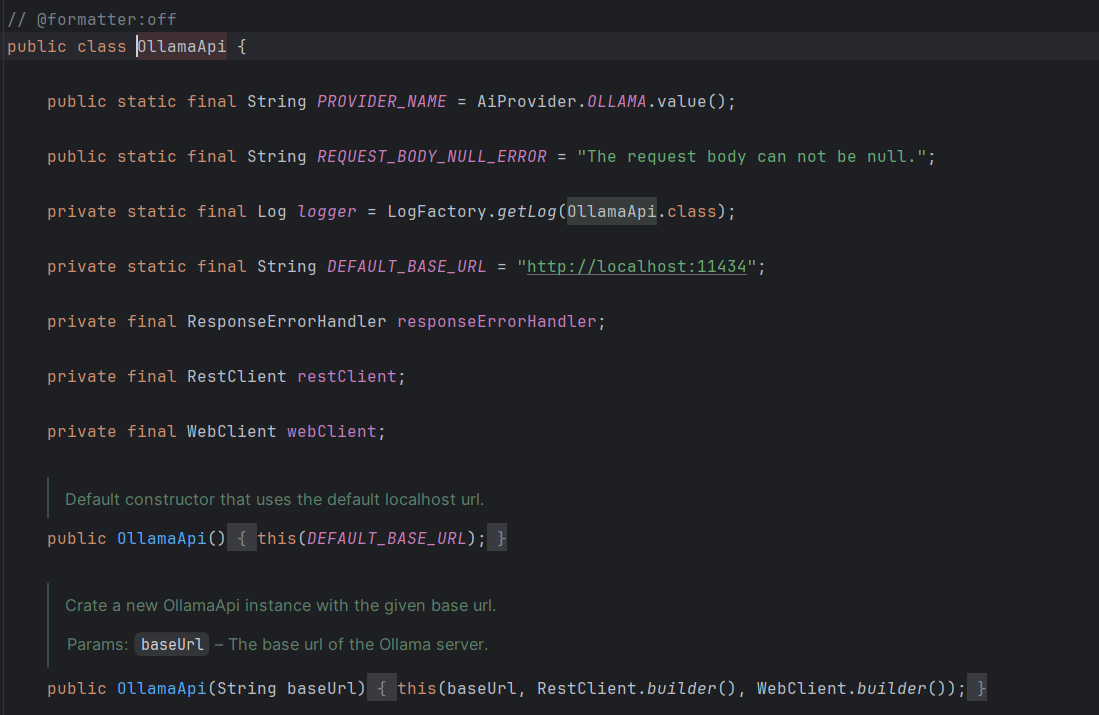 // @formatter:off
public class OllamaApi {
public static final String PROVIDER_NAME = AiProvider.OLLAMA.value();
public static final String REQUEST_BODY_NULL_ERROR = "The request body can not be null.";
private static final Log logger = LogFactory.getLog(OllamaApi.class);
private static final String DEFAULT_BASE_URL = "http://localhost:11434";
private final ResponseErrorHandler responseErrorHandler;
private final RestClient restClient;
private final WebClient webClient;
Default constructor that uses the default localhost url.
public OllamaApi() { this(DEFAULT_BASE_URL); }
Crate a new OllamaApi instance with the given base url.
Params: baseUrl – The base url of the Ollama server.
public OllamaApi(String baseUrl) { this(baseUrl, RestClient.builder(), WebClient.builder()); }